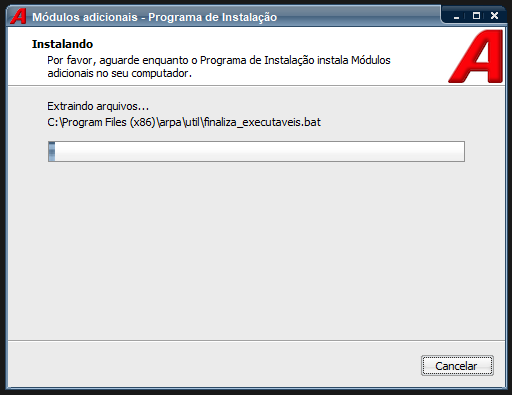 Módulos adicionais - Programa de Instalação
Instalando
Por favor, aguarde enquanto o Programa de Instalação instala Módulos
adicionais no seu computador.
Extraindo arquivos...
C:\Program Files (x86)\arpa\util\finaliza_executaveis.bat
Cancelar